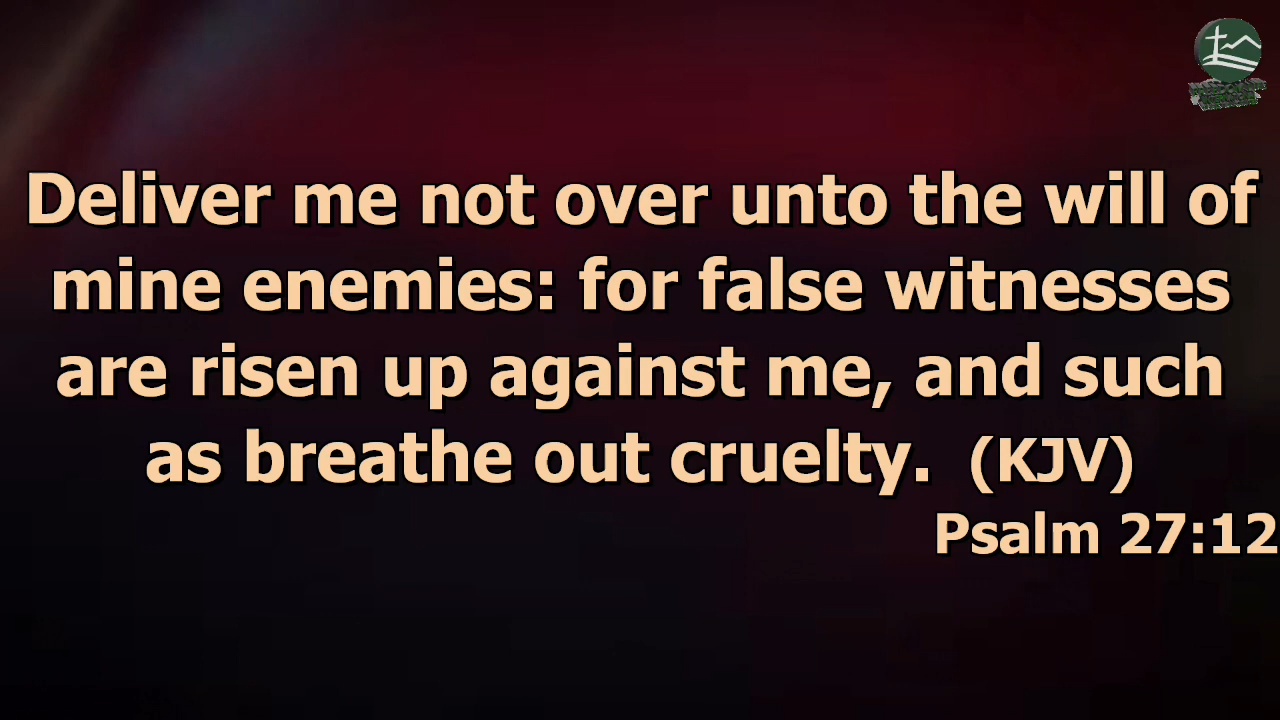 Deliver me not over unto the will of
mine enemies: for false witnesses
are risen up against me, and such
as breathe out cruelty. (KJV)
Psalm 27:12